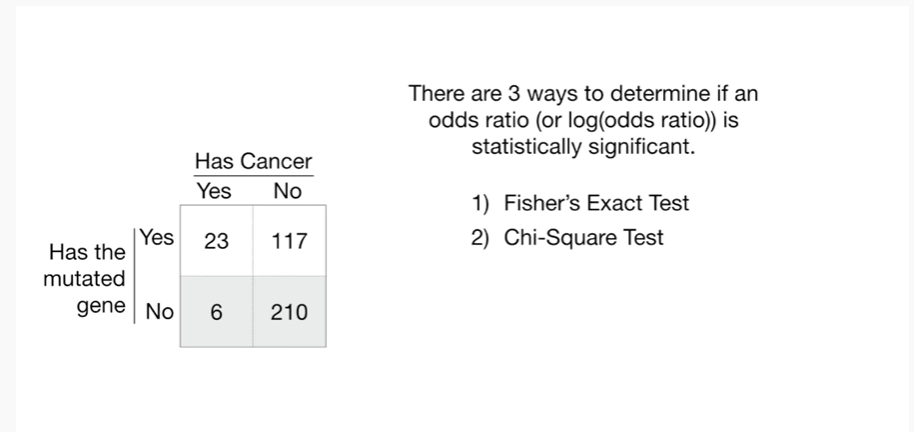 There are 3 ways to determine if an
odds ratio (or log(odds ratio)) is
statistically significant.
1) Fisher's Exact Test
2) Chi-Square Test
Has Cancer
Yes No
Has the
mutated
gene
Yes 23 117
No 6 210